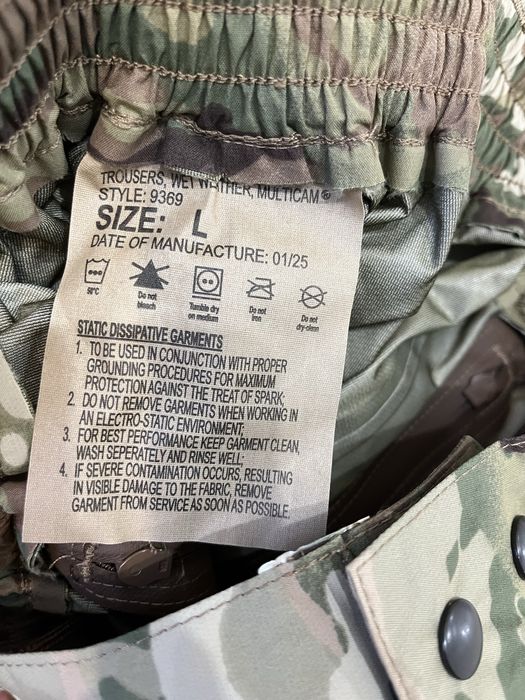 TROUSERS, WET WEATHER, MULTICAM®
STYLE: 9369
SIZE: L
DATE OF MANUFACTURE: 01/25
50°C
Do not
bleach
Tumble dry
on medium
Do not
iron
Do not
dry-clean
STATIC DISSIPATIVE GARMENTS
1. TO BE USED IN CONJUNCTION WITH PROPER
GROUNDING PROCEDURES FOR MAXIMUM
PROTECTION AGAINST THE TREAT OF SPARK;
2. DO NOT REMOVE GARMENTS WHEN WORKING IN
AN ELECTRO-STATIC ENVIRONMENT;
3. FOR BEST PERFORMANCE KEEP GARMENT CLEAN,
WASH SEPERATELY AND RINSE WELL;
4. IF SEVERE CONTAMINATION OCCURS, RESULTING
IN VISIBLE DAMAGE TO THE FABRIC, REMOVE
GARMENT FROM SERVICE AS SOON AS POSSIBLE.